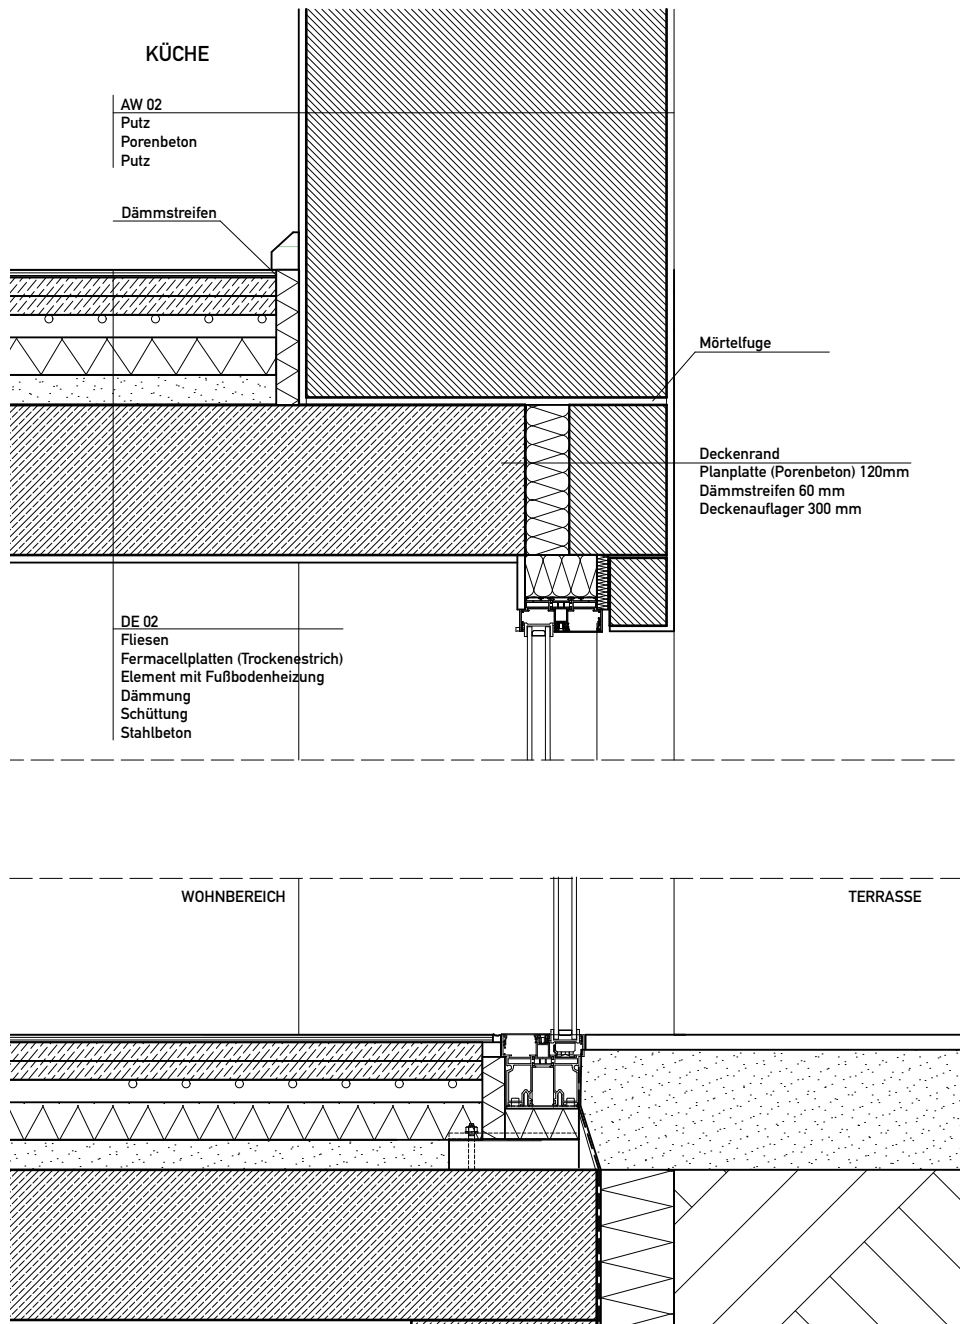 KÜCHE
AW 02
Putz
Porenbeton
Putz
Dämmstreifen
Mörtelfuge
Deckenrand
Planplatte (Porenbeton) 120mm
Dämmstreifen 60 mm
Deckenauflager 300 mm
DE 02
Fliesen
Fermacellplatten (Trockenestrich)
Element mit Fußbodenheizung
Dämmung
Schüttung
Stahlbeton
WOHNBEREICH
TERRASSE